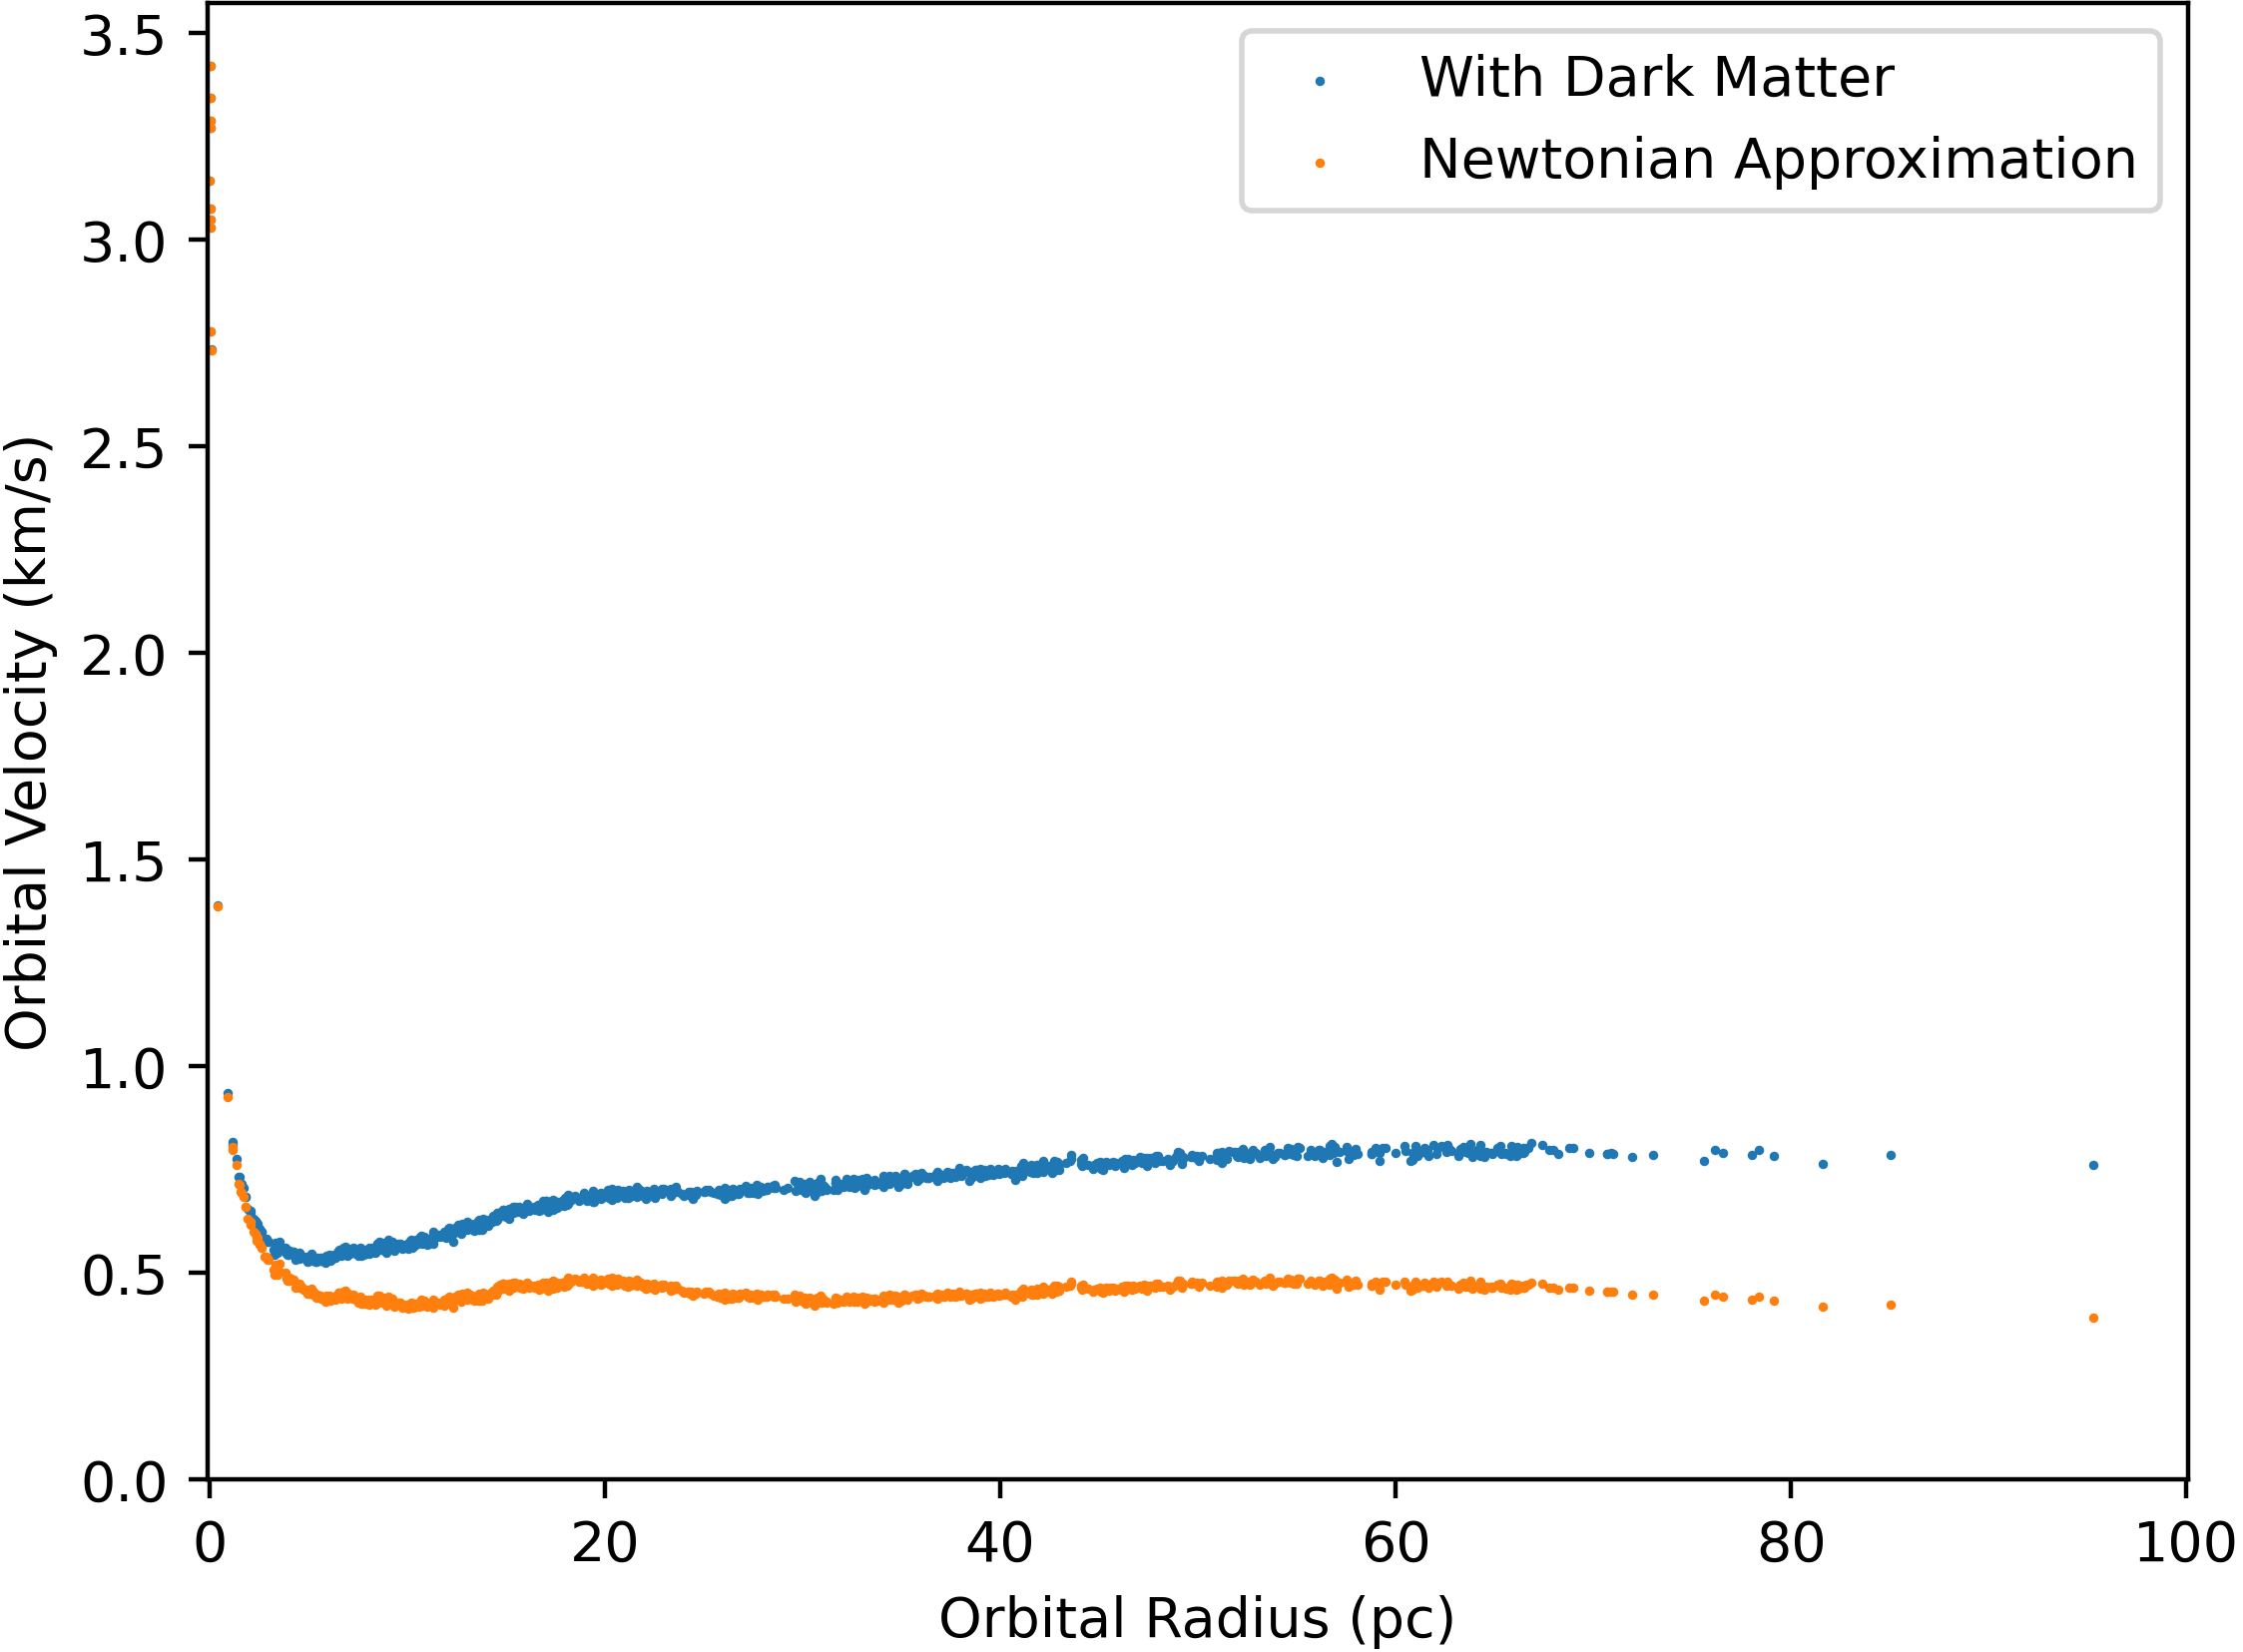 3.5
3.0
2.5
2.0
1.5
1.0
0.5
0.0
Orbital Velocity (km/s)
With Dark Matter
Newtonian Approximation
0 20 40 60 80 100
Orbital Radius (pc)